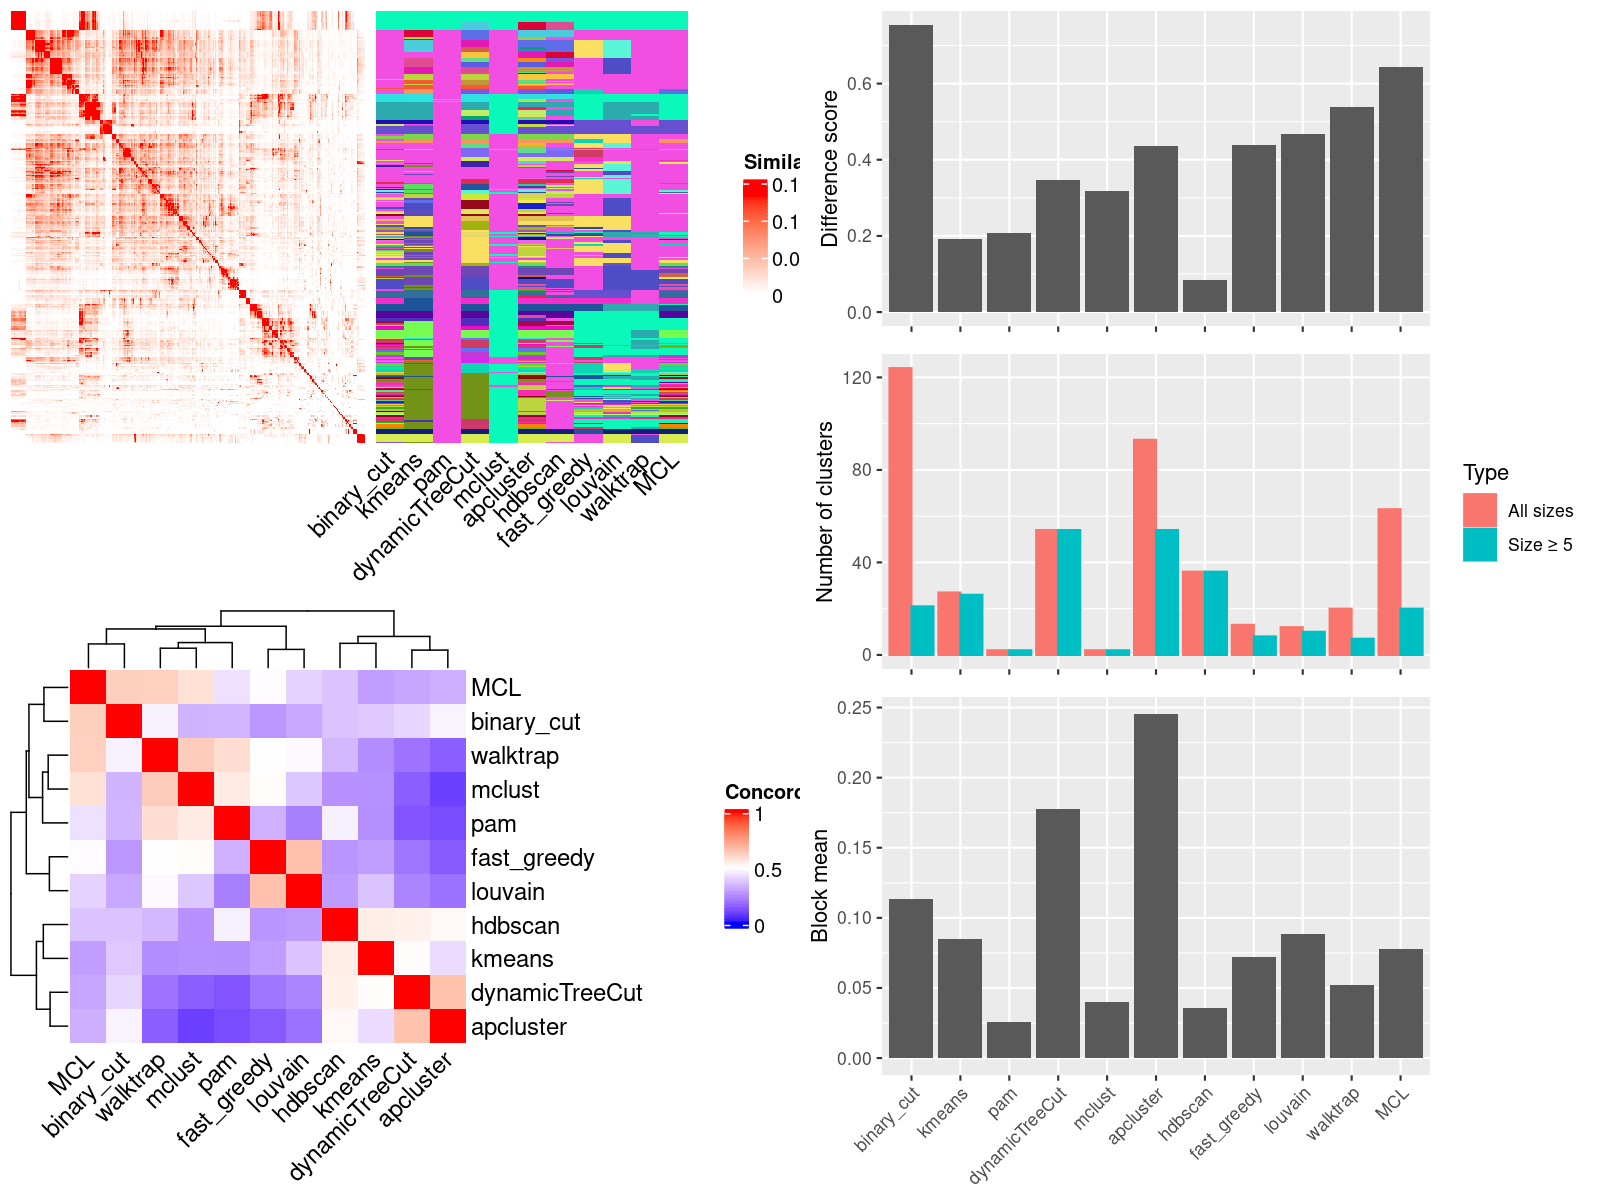 Simila
0.1
0.1
0.0
0
binary_cut
kmeans
pam
dynamicTreeCut
mclust
apcluster
hdbscan
fast_greedy
louvain
walktrap
MCL
Concord
1
0.5
0
MCL
binary_cut
walktrap
mclust
pam
fast_greedy
louvain
hdbscan
kmeans
dynamicTreeCut
apcluster
MCL
binary_cut
walktrap
mclust
pam
fast_greedy
louvain
hdbscan
kmeans
dynamicTreeCut
apcluster
Difference score
0.6
0.4
0.2
0.0
Number of clusters
120
80
40
0
Type
All sizes
Size ≥ 5
Block mean
0.25
0.20
0.15
0.10
0.05
0.00
binary_cut
kmeans
pam
dynamicTreeCut
mclust
apcluster
hdbscan
fast_greedy
louvain
walktrap
MCL